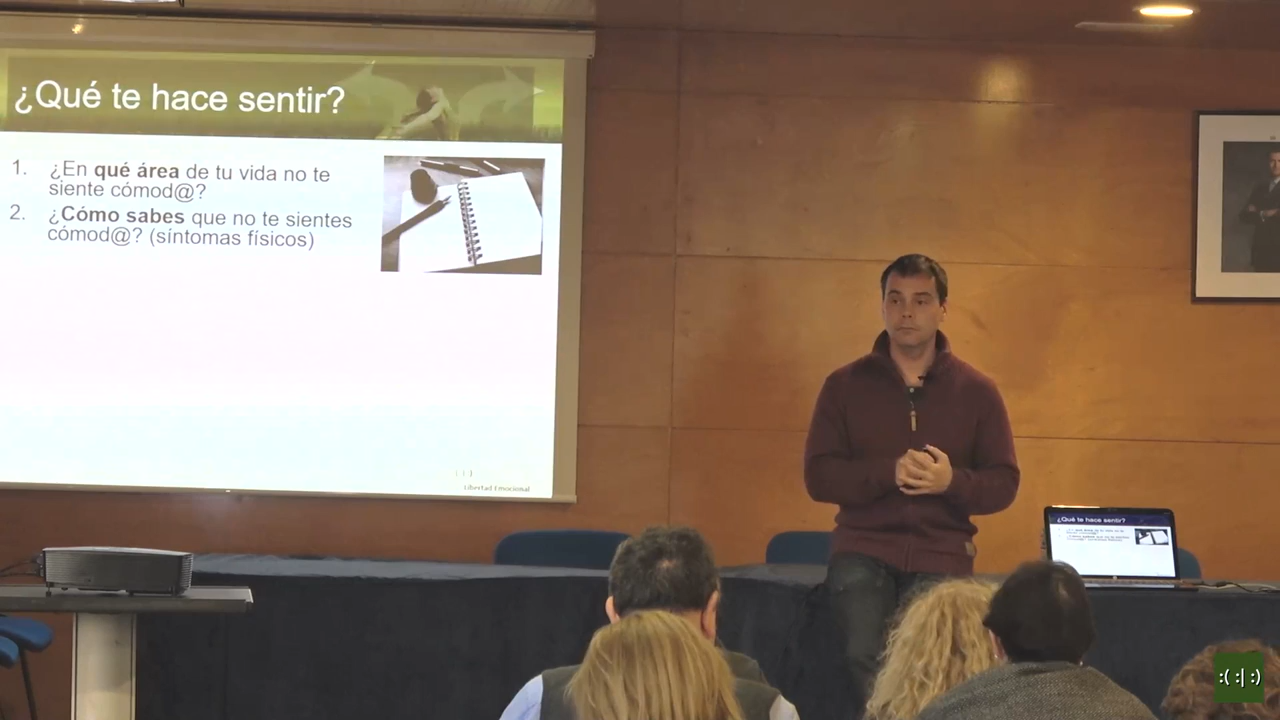 ¿Qué te hace sentir?
1. ¿En qué área de tu vida no te
siente cómod@?
2. ¿Cómo sabes que no te sientes
cómod@? (síntomas físicos)
Libertad Emocional
¿Qué te hace sentir?
:( :| :)